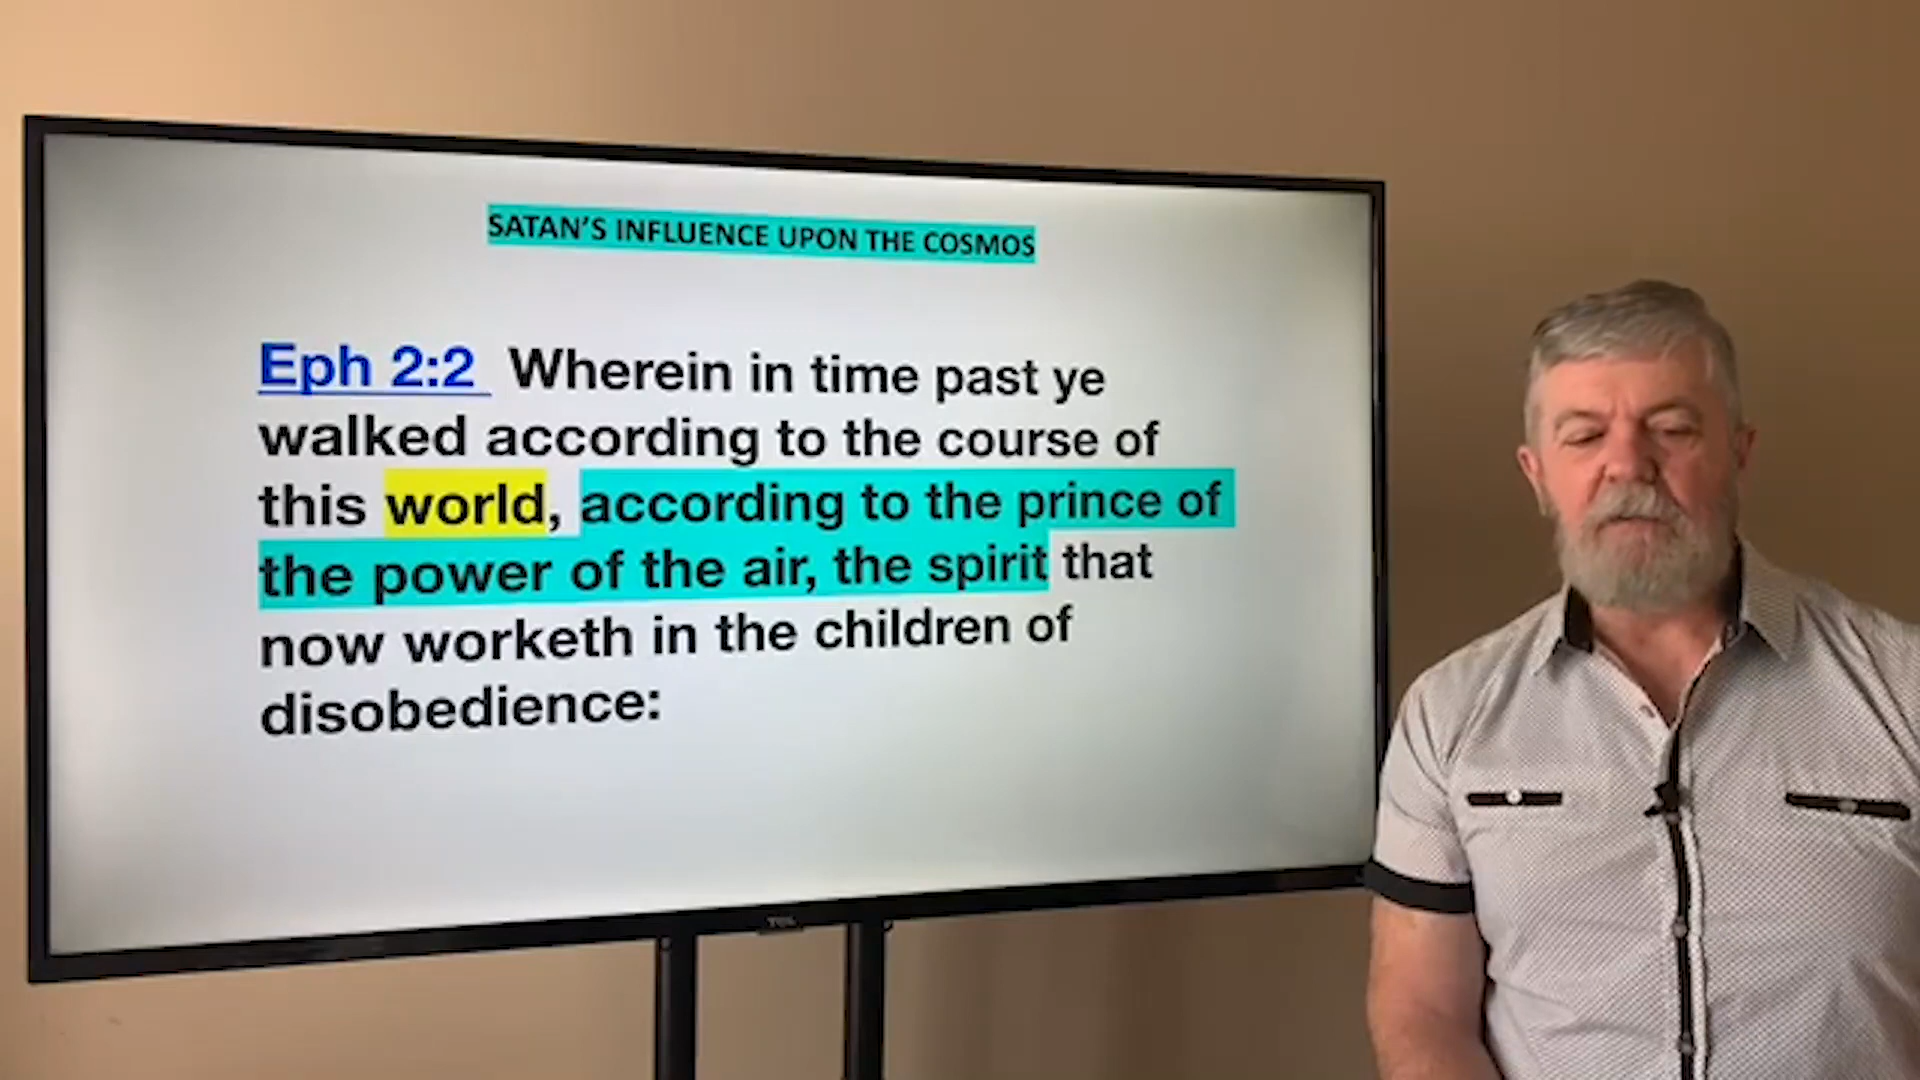 SATAN'S INFLUENCE UPON THE COSMOS
Eph 2:2 Wherein in time past ye
walked according to the course of
this world, according to the prince of
the power of the air, the spirit that
now worketh in the children of
disobedience:
TCL